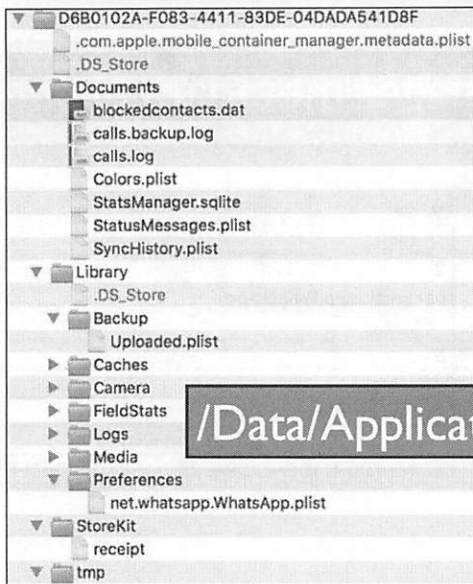 D6B0102A-F083-4411-83DE-04DADA541D8F
.com.apple.mobile_container_manager.metadata.plist
.DS_Store
Documents
blockedcontacts.dat
calls.backup.log
calls.log
Colors.plist
StatsManager.sqlite
StatusMessages.plist
SyncHistory.plist
Library
.DS_Store
Backup
Uploaded.plist
Caches
Camera
FieldStats
Logs
/Data/Applicat
Media
Preferences
net.whatsapp.WhatsApp.plist
StoreKit
receipt
tmp